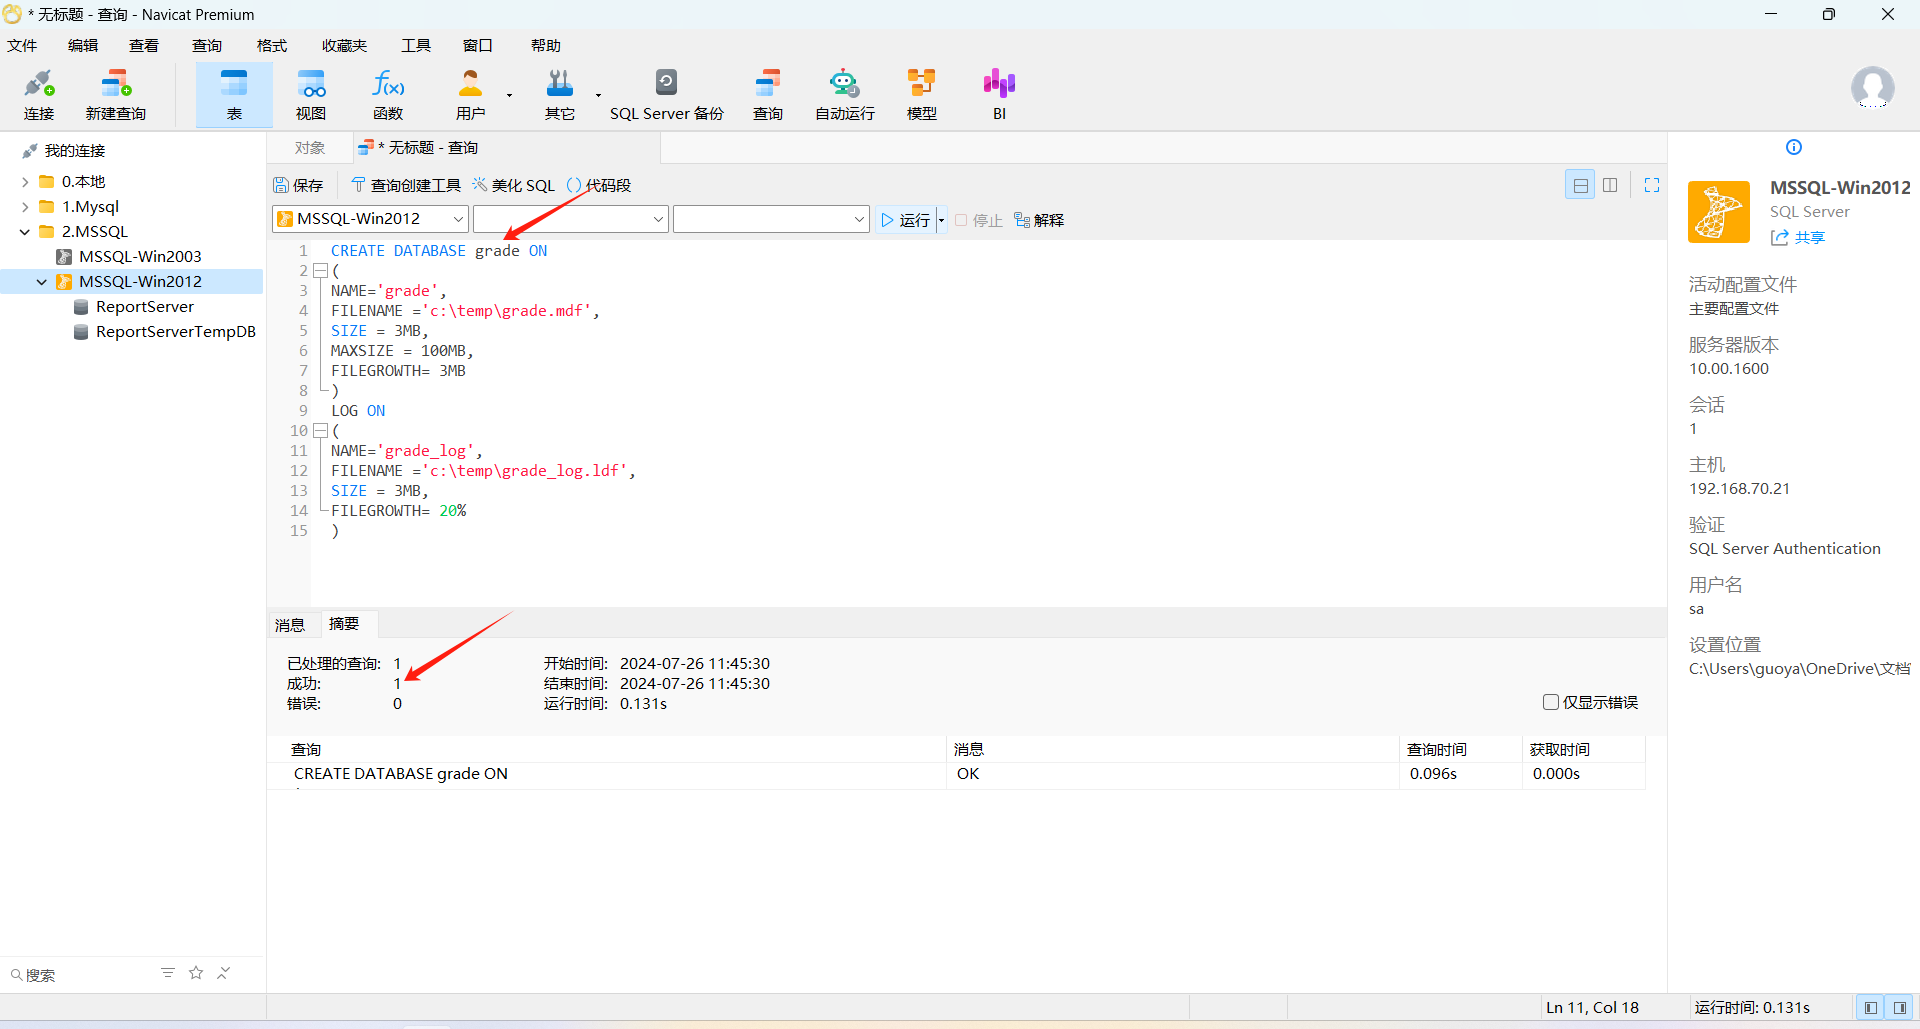 * 无标题 - 查询 - Navicat Premium
文件 编辑 查看 查询 格式 收藏夹 工具 窗口 帮助
连接 新建查询 表 视图 函数 用户 其它 SQL Server 备份 查询 自动运行 模型 BI
我的连接
0.本地
1.Mysql
2.MSSQL
MSSQL-Win2003
MSSQL-Win2012
ReportServer
ReportServerTempDB
搜索
对象 * 无标题 - 查询
保存 查询创建工具 美化 SQL () 代码段
MSSQL-Win2012 运行 停止 解释
1 CREATE DATABASE grade ON
2 (
3 NAME='grade',
4 FILENAME ='c:\temp\grade.mdf',
5 SIZE = 3MB,
6 MAXSIZE = 100MB,
7 FILEGROWTH= 3MB
8 )
9 LOG ON
10 (
11 NAME='grade_log',
12 FILENAME ='c:\temp\grade_log.ldf',
13 SIZE = 3MB,
14 FILEGROWTH= 20%
15 )
消息 摘要
已处理的查询: 1 开始时间: 2024-07-26 11:45:30
成功: 1 结束时间: 2024-07-26 11:45:30
错误: 0 运行时间: 0.131s
仅显示错误
查询 消息 查询时间 获取时间
CREATE DATABASE grade ON OK 0.096s 0.000s
MSSQL-Win2012
SQL Server
共享
活动配置文件
主要配置文件
服务器版本
10.00.1600
会话
1
主机
192.168.70.21
验证
SQL Server Authentication
用户名
sa
设置位置
C:\Users\guoya\OneDrive\文档
Ln 11, Col 18 运行时间: 0.131s